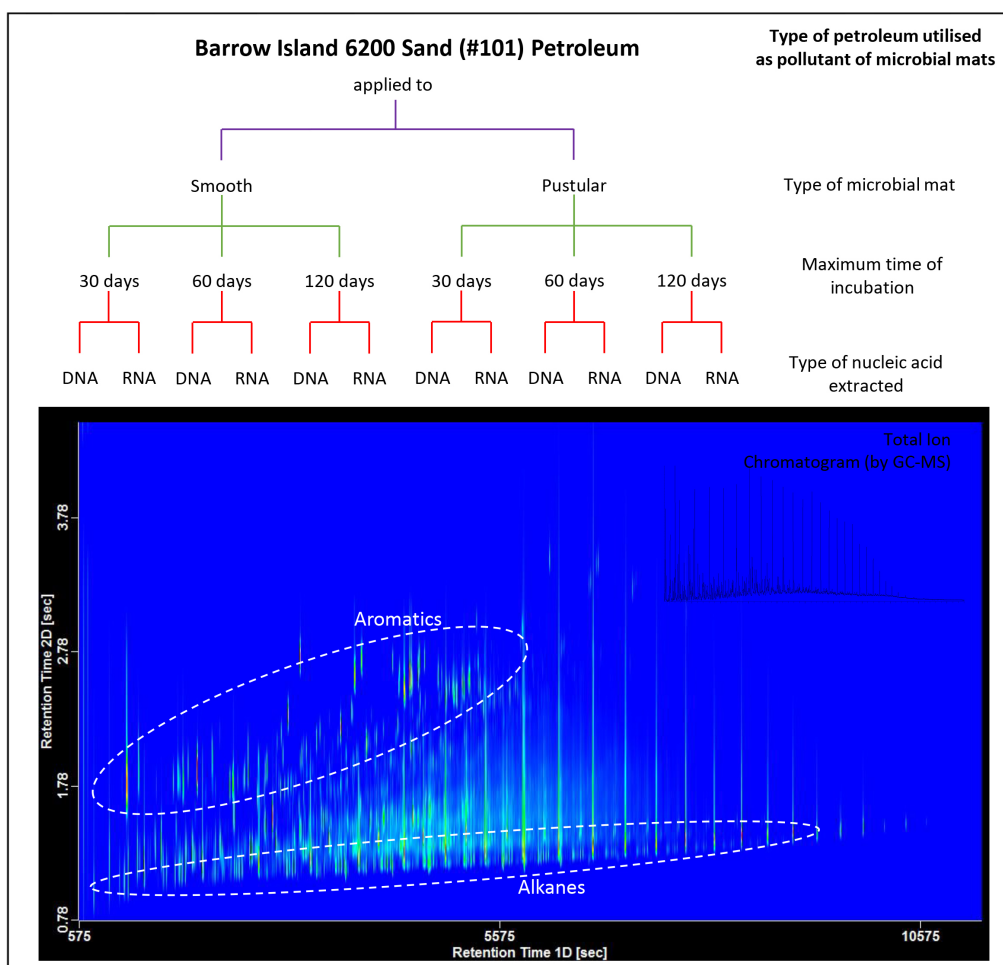 Barrow Island 6200 Sand (#101) Petroleum
Type of petroleum utilised
as pollutant of microbial mats
applied to
Smooth
Pustular
Type of microbial mat
30 days
60 days
120 days
30 days
60 days
120 days
Maximum time of
incubation
DNA
RNA
DNA
RNA
DNA
RNA
DNA
RNA
DNA
RNA
DNA
RNA
Type of nucleic acid
extracted
Total Ion
Chromatogram (by GC-MS)
Retention Time 2D [sec]
3.78
2.78
1.78
0.78
Aromatics
Alkanes
575
5575
10575
Retention Time 1D [sec]